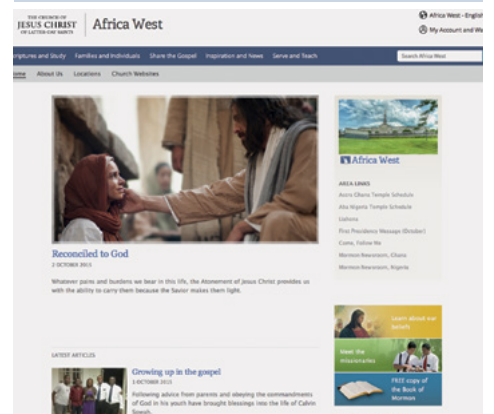 THE CHURCH OF
JESUS CHRIST
OF LATTER-DAY SAINTS
Africa West
Africa West - English
My Account and Wa
criptures and Study Families and Individuals Share the Gospel Inspiration and News Serve and Teach
Search Africa West
ome About Us Locations Church Websites
Africa West
AREA LINKS
Accra Ghana Temple Schedule
Aba Nigeria Temple Schedule
Liahona
First Presidency Message (October)
Come, Follow Me
Mormon Newsroom, Ghana
Mormon Newsroom, Nigeria
Reconciled to God
2 OCTOBER 2015
Whatever pains and burdens we bear in this life, the Atonement of Jesus Christ provides us
with the ability to carry them because the Savior makes them light.
Learn about our
beliefs
Meet the
missionaries
FREE copy of
the Book of
Mormon
LATEST ARTICLES
Growing up in the gospel
1 OCTOBER 2015
Following advice from parents and obeying the commandments
of God in his youth have brought blessings into the life of Calvin